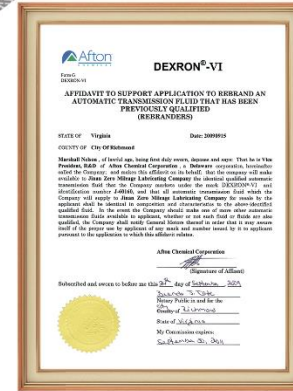 Afton
CHEMICAL
DEXRON®-VI
Form G
DEXRON-VI
AFFIDAVIT TO SUPPORT APPLICATION TO REBRAND AN
AUTOMATIC TRANSMISSION FLUID THAT HAS BEEN
PREVIOUSLY QUALIFIED
(REBRANDERS)
STATE OF Virginia Date: 20090915
COUNTY OF City Of Richmond
Marshall Nelson, of lawful age, being first duly sworn, deposes and says: That he is Vice
President, R&D of Afton Chemical Corporation, a Delaware corporation, hereinafter
called the Company, and makes this affidavit on its behalf; that the company will make
available to Jinan Zero Mileage Lubricating Company the identical qualified automatic
transmission fluid that the Company markets under the mark DEXRON®-VI and
identification number J-60160, and that all automatic transmission fluid which the
Company will supply to Jinan Zero Mileage Lubricating Company for resale by the
applicant shall be identical in composition and characteristics to the above-identified
qualified fluid. In the event the Company should make one or more other automatic
transmission fluids available to applicant, whether or not such fluid or fluids are also
qualified, the Company shall notify General Motors thereof in order that it may assure
itself of the proper use by applicant of any mark and number issued by it to applicant
pursuant to the application to which this affidavit relates.
Afton Chemical Corporation
(Signature of Affiant)
Subscribed and sworn to before me this day of September, 2009
Notary Public in and for the
County of Richmond
State of Virginia
My Commission expires:
September 30, 2011